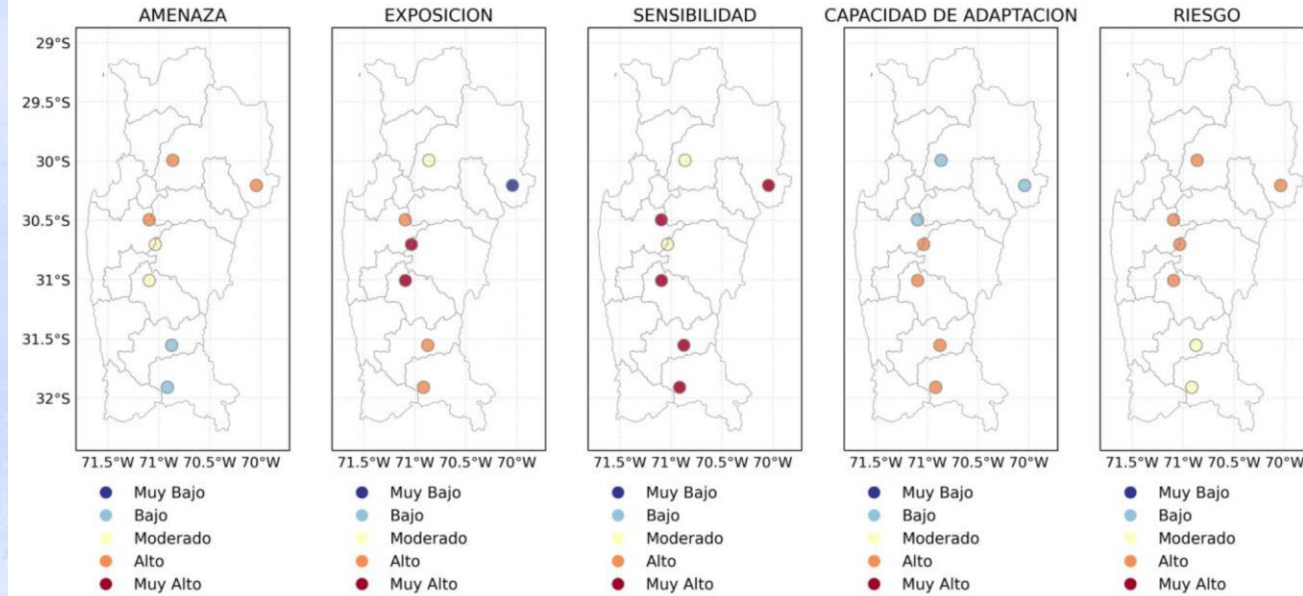 AMENAZA EXPOSICION SENSIBILIDAD CAPACIDAD DE ADAPTACION RIESGO
29°S
29.5°S
30°S
30.5°S
31°S
31.5°S
32°S
71.5°W 71°W 70.5°W 70°W 71.5°W 71°W 70.5°W 70°W 71.5°W 71°W 70.5°W 70°W 71.5°W 71°W 70.5°W 70°W 71.5°W 71°W 70.5°W 70°W
Muy Bajo Muy Bajo Muy Bajo Muy Bajo Muy Bajo
Bajo Bajo Bajo Bajo Bajo
Moderado Moderado Moderado Moderado Moderado
Alto Alto Alto Alto Alto
Muy Alto Muy Alto Muy Alto Muy Alto Muy Alto